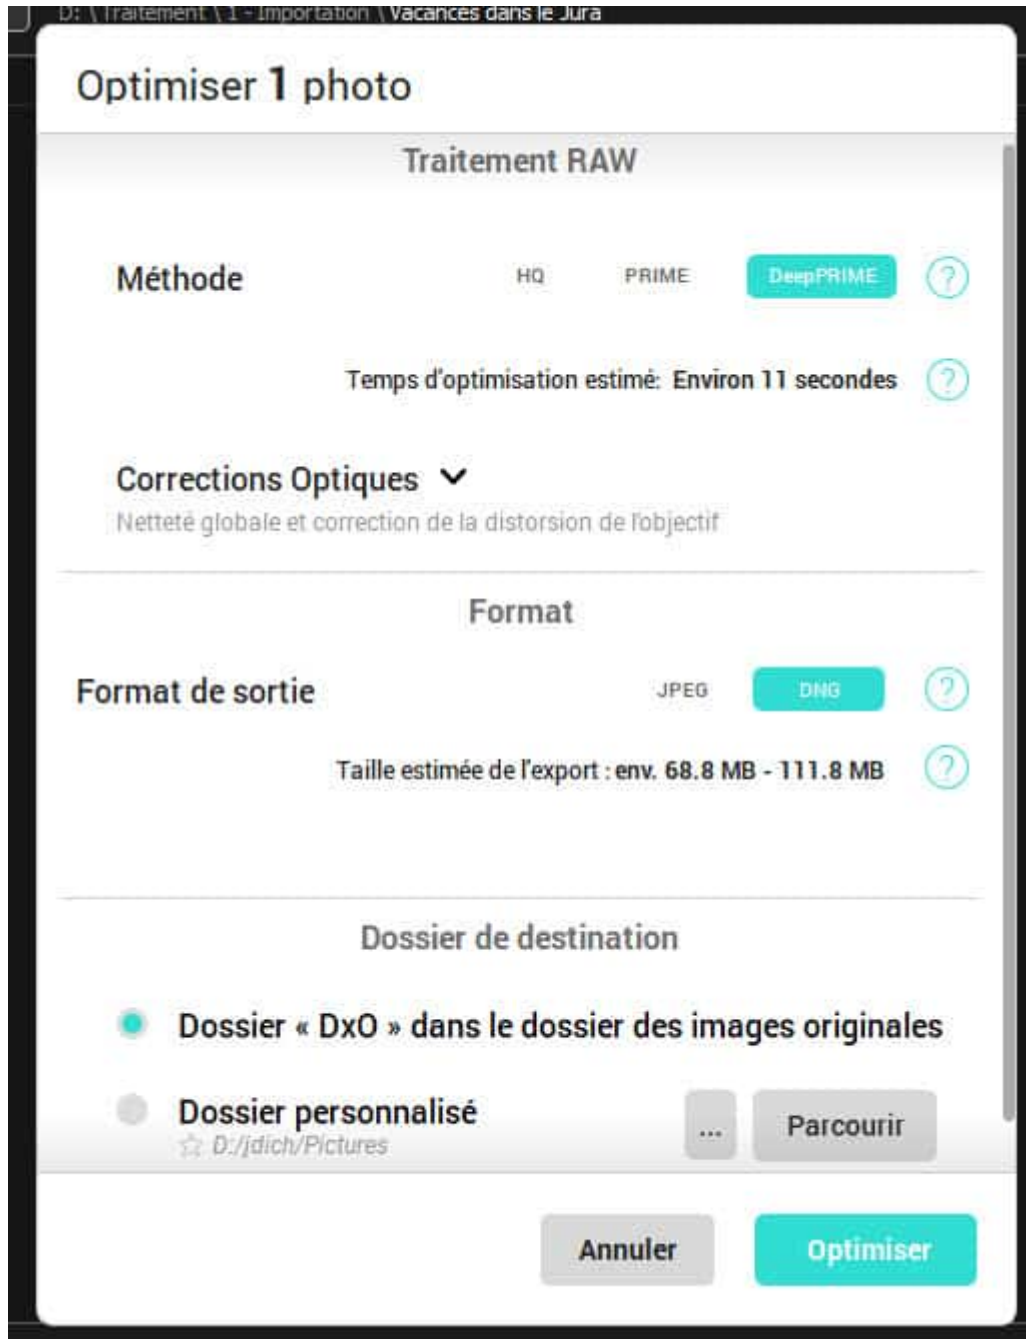 D: \ Traitement \ 1 - Importation \ Vacances dans le Jura
Optimiser 1 photo
Traitement RAW
Méthode HQ PRIME DeepPRIME ?
Temps d'optimisation estimé: Environ 11 secondes ?
Corrections Optiques
Netteté globale et correction de la distorsion de l'objectif
Format
Format de sortie JPEG DNG ?
Taille estimée de l'export : env. 68.8 MB - 111.8 MB ?
Dossier de destination
Dossier « DxO » dans le dossier des images originales
Dossier personnalisé ... Parcourir
D:/jdich/Pictures
Annuler Optimiser